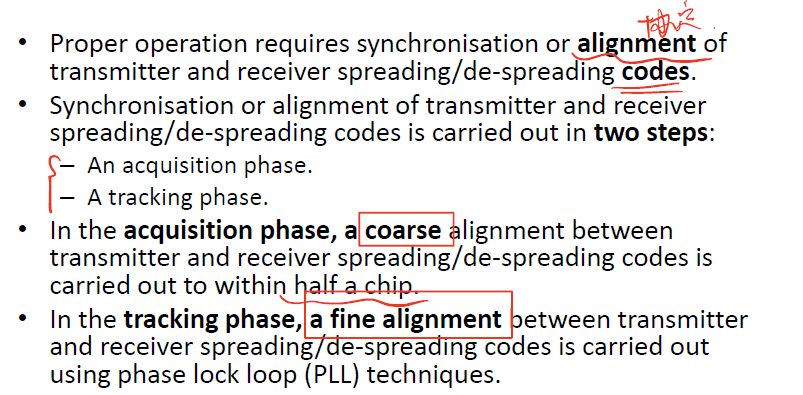 • Proper operation requires synchronisation or alignment of
transmitter and receiver spreading/de-spreading codes.
• Synchronisation or alignment of transmitter and receiver
spreading/de-spreading codes is carried out in two steps:
– An acquisition phase.
– A tracking phase.
• In the acquisition phase, a coarse alignment between
transmitter and receiver spreading/de-spreading codes is
carried out to within half a chip.
• In the tracking phase, a fine alignment between transmitter
and receiver spreading/de-spreading codes is carried out
using phase lock loop (PLL) techniques.